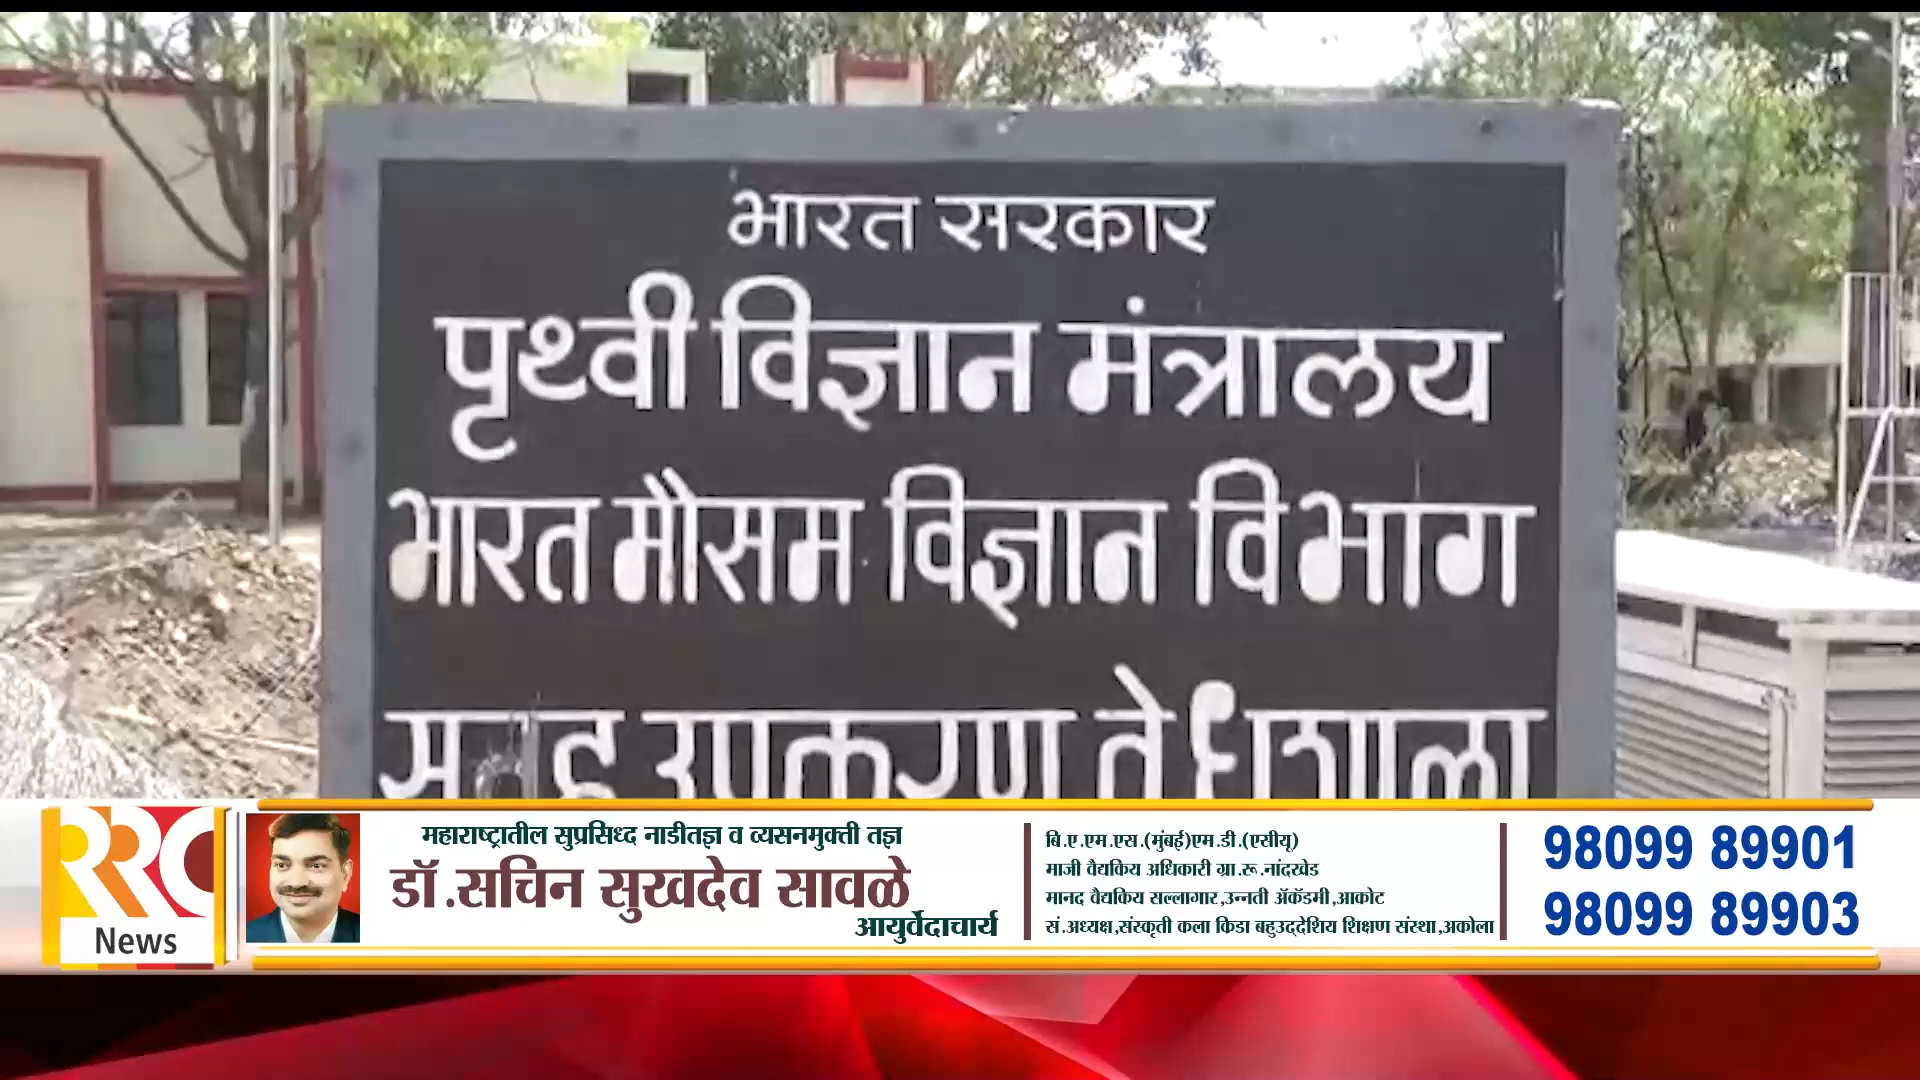 भारत सरकार
पृथ्वी विज्ञान मंत्रालय
भारत मौसम विज्ञान विभाग
उपकरण वेधशाला
RRC
News
महाराष्ट्रातील सुप्रसिध्द नाडीतज्ञ व व्यसनमुक्ती तज्ञ
डॉ.सचिन सुखदेव सावळे
आयुर्वेदाचार्य
बि.ए.एम.एस.(मुंबई)एम.डी.(एसीयू)
माजी वैद्यकिय अधिकारी ग्रा.रू.नांदखेड
मानद वैद्यकिय सल्लागार,उन्नती ॲकॅडमी,आकोट
सं.अध्यक्ष,संस्कृती कला किडा बहुउद्देशिय शिक्षण संस्था,अकोला
98099 89901
98099 89903